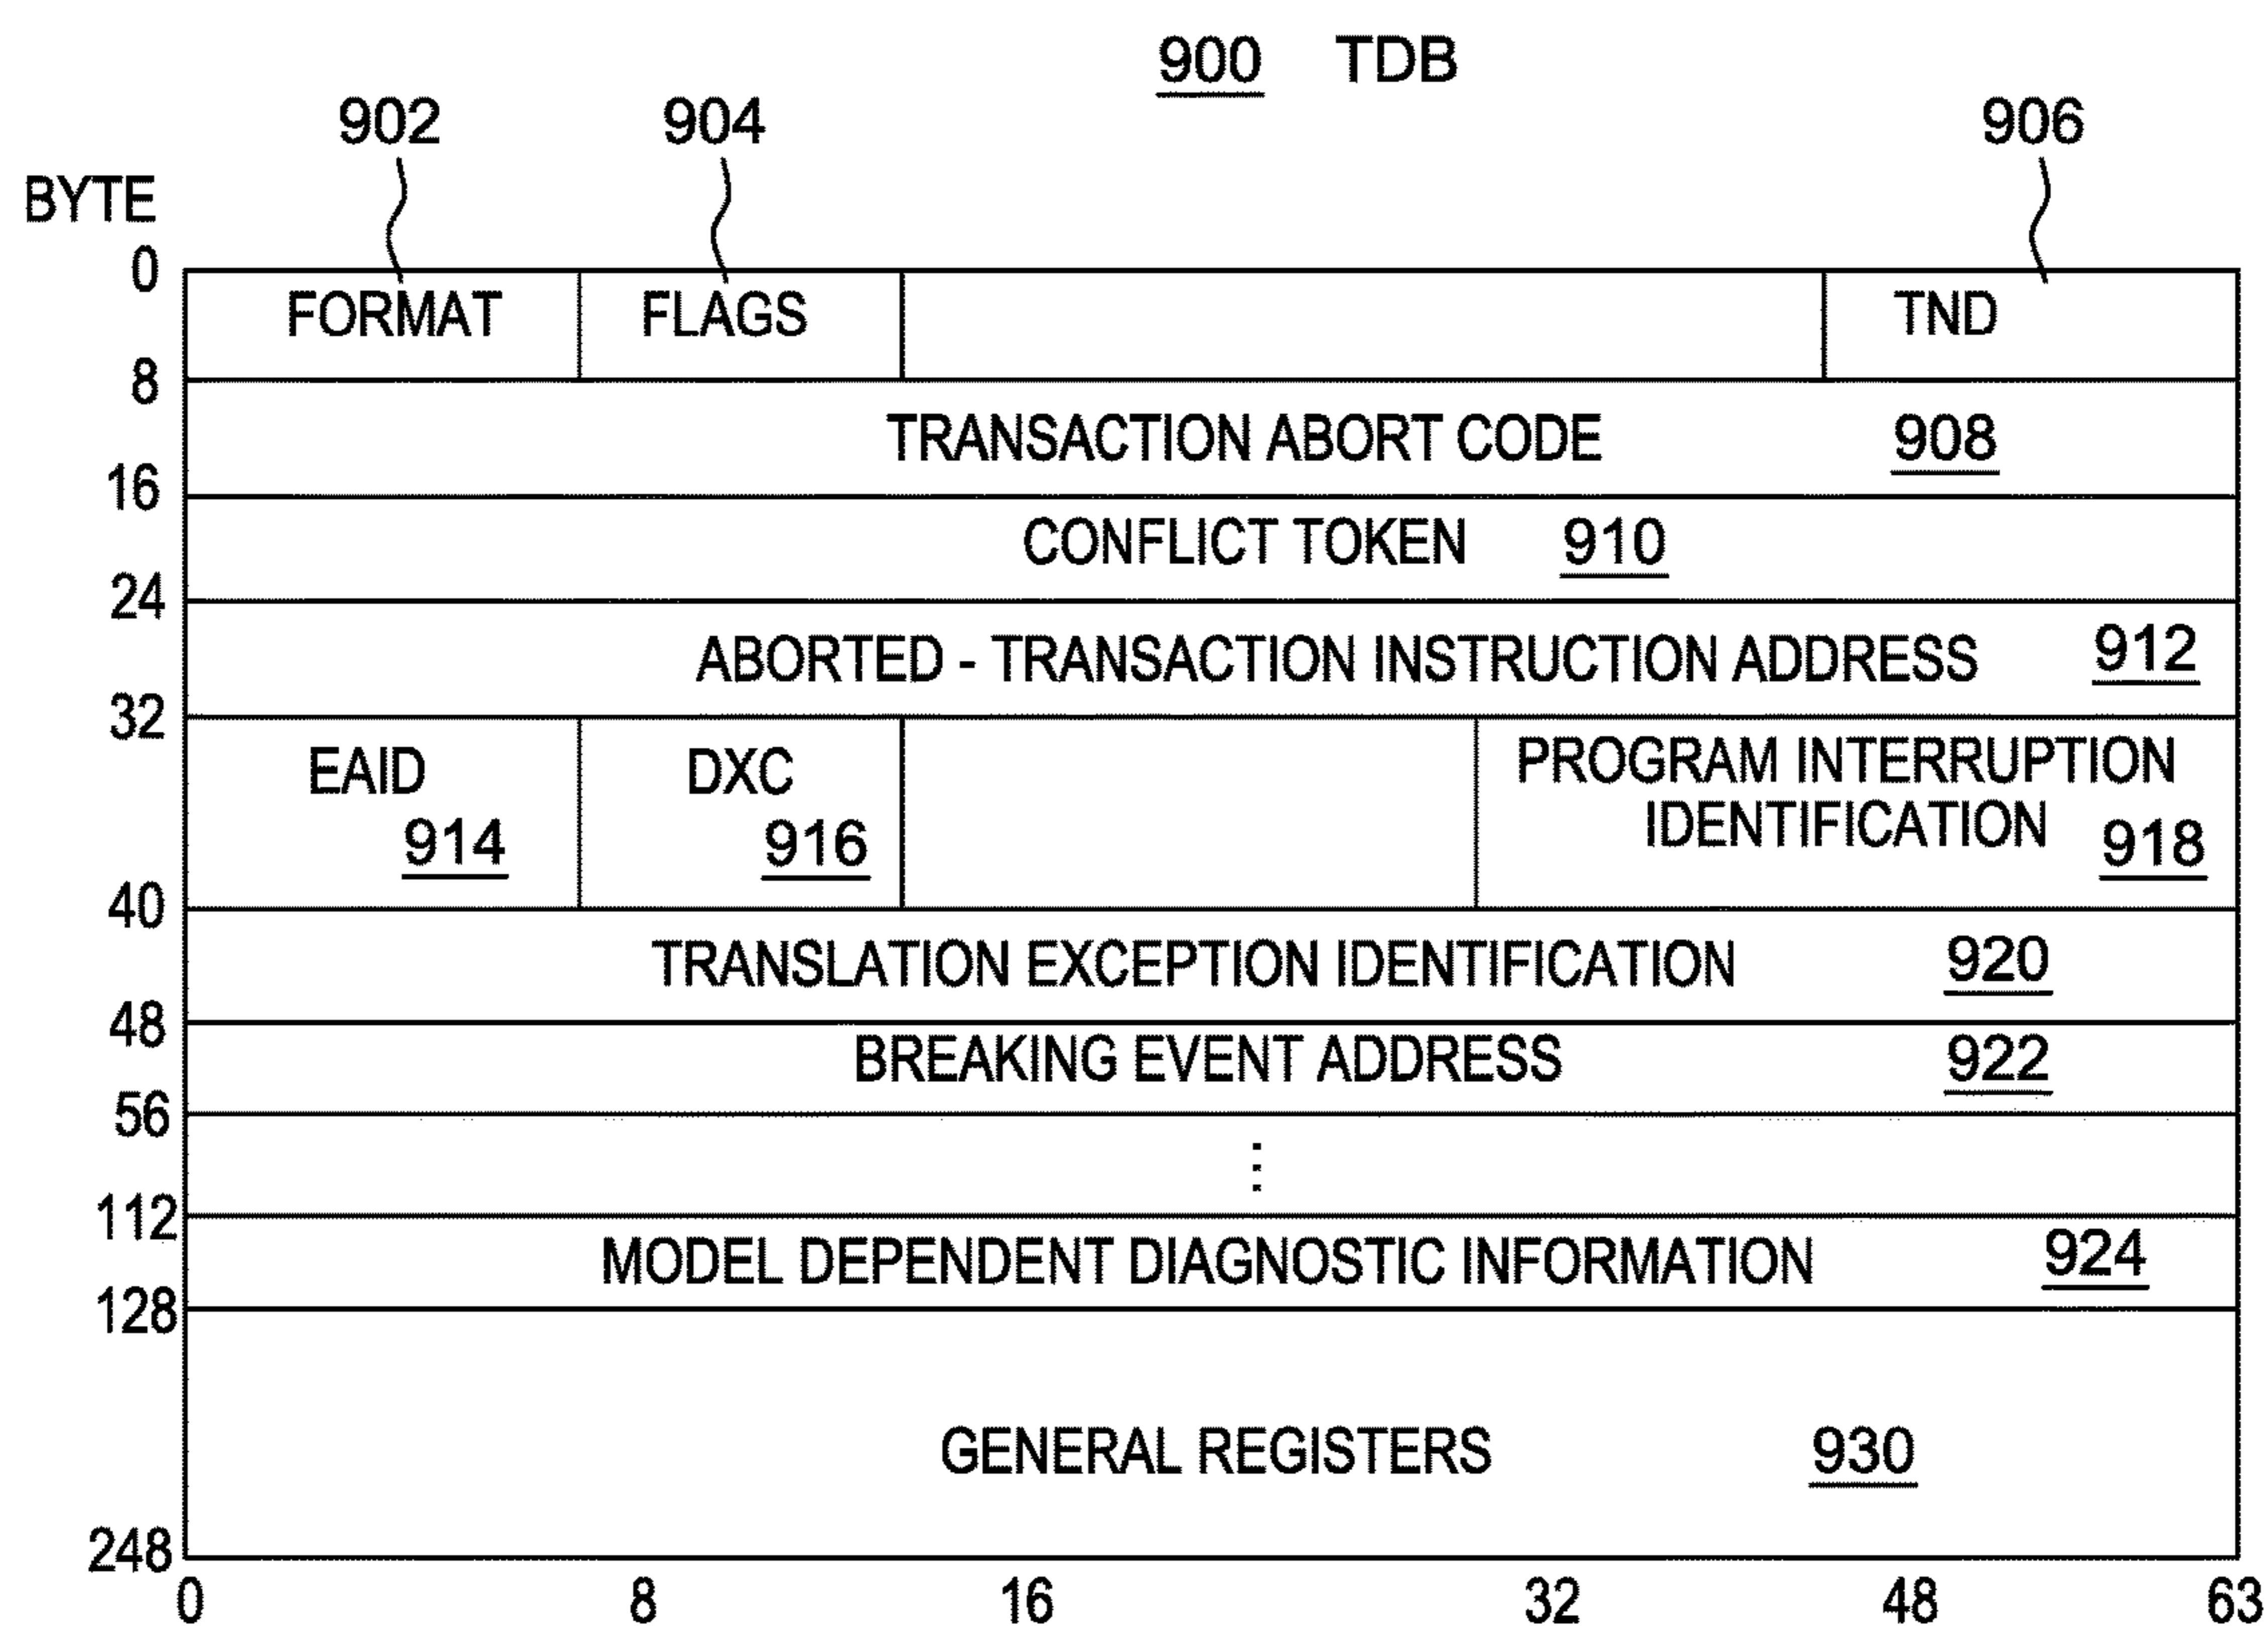 900 TDB
902 904 906
BYTE
0
FORMAT FLAGS TND
8
TRANSACTION ABORT CODE 908
16
CONFLICT TOKEN 910
24
ABORTED - TRANSACTION INSTRUCTION ADDRESS 912
32
EAID DXC PROGRAM INTERRUPTION
IDENTIFICATION
914 916 918
40
TRANSLATION EXCEPTION IDENTIFICATION 920
48
BREAKING EVENT ADDRESS 922
56
⋮
112
MODEL DEPENDENT DIAGNOSTIC INFORMATION 924
128
GENERAL REGISTERS 930
248
0 8 16 32 48 63